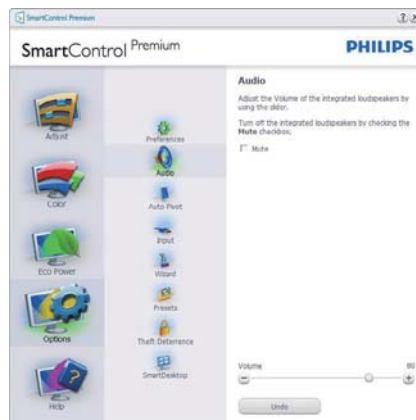 SmartControl Premium
SmartControl Premium
PHILIPS
Adjust
Color
Eco Power
Options
Help
Preferences
Audio
Auto Pivot
Input
Wizard
Presets
Theft Deterrence
SmartDesktop
Audio
Adjust the Volume of the integrated loudspeakers by
using the slider.
Turn off the integrated loudspeakers by checking the
Mute checkbox.
Mute
Volume
80
Undo